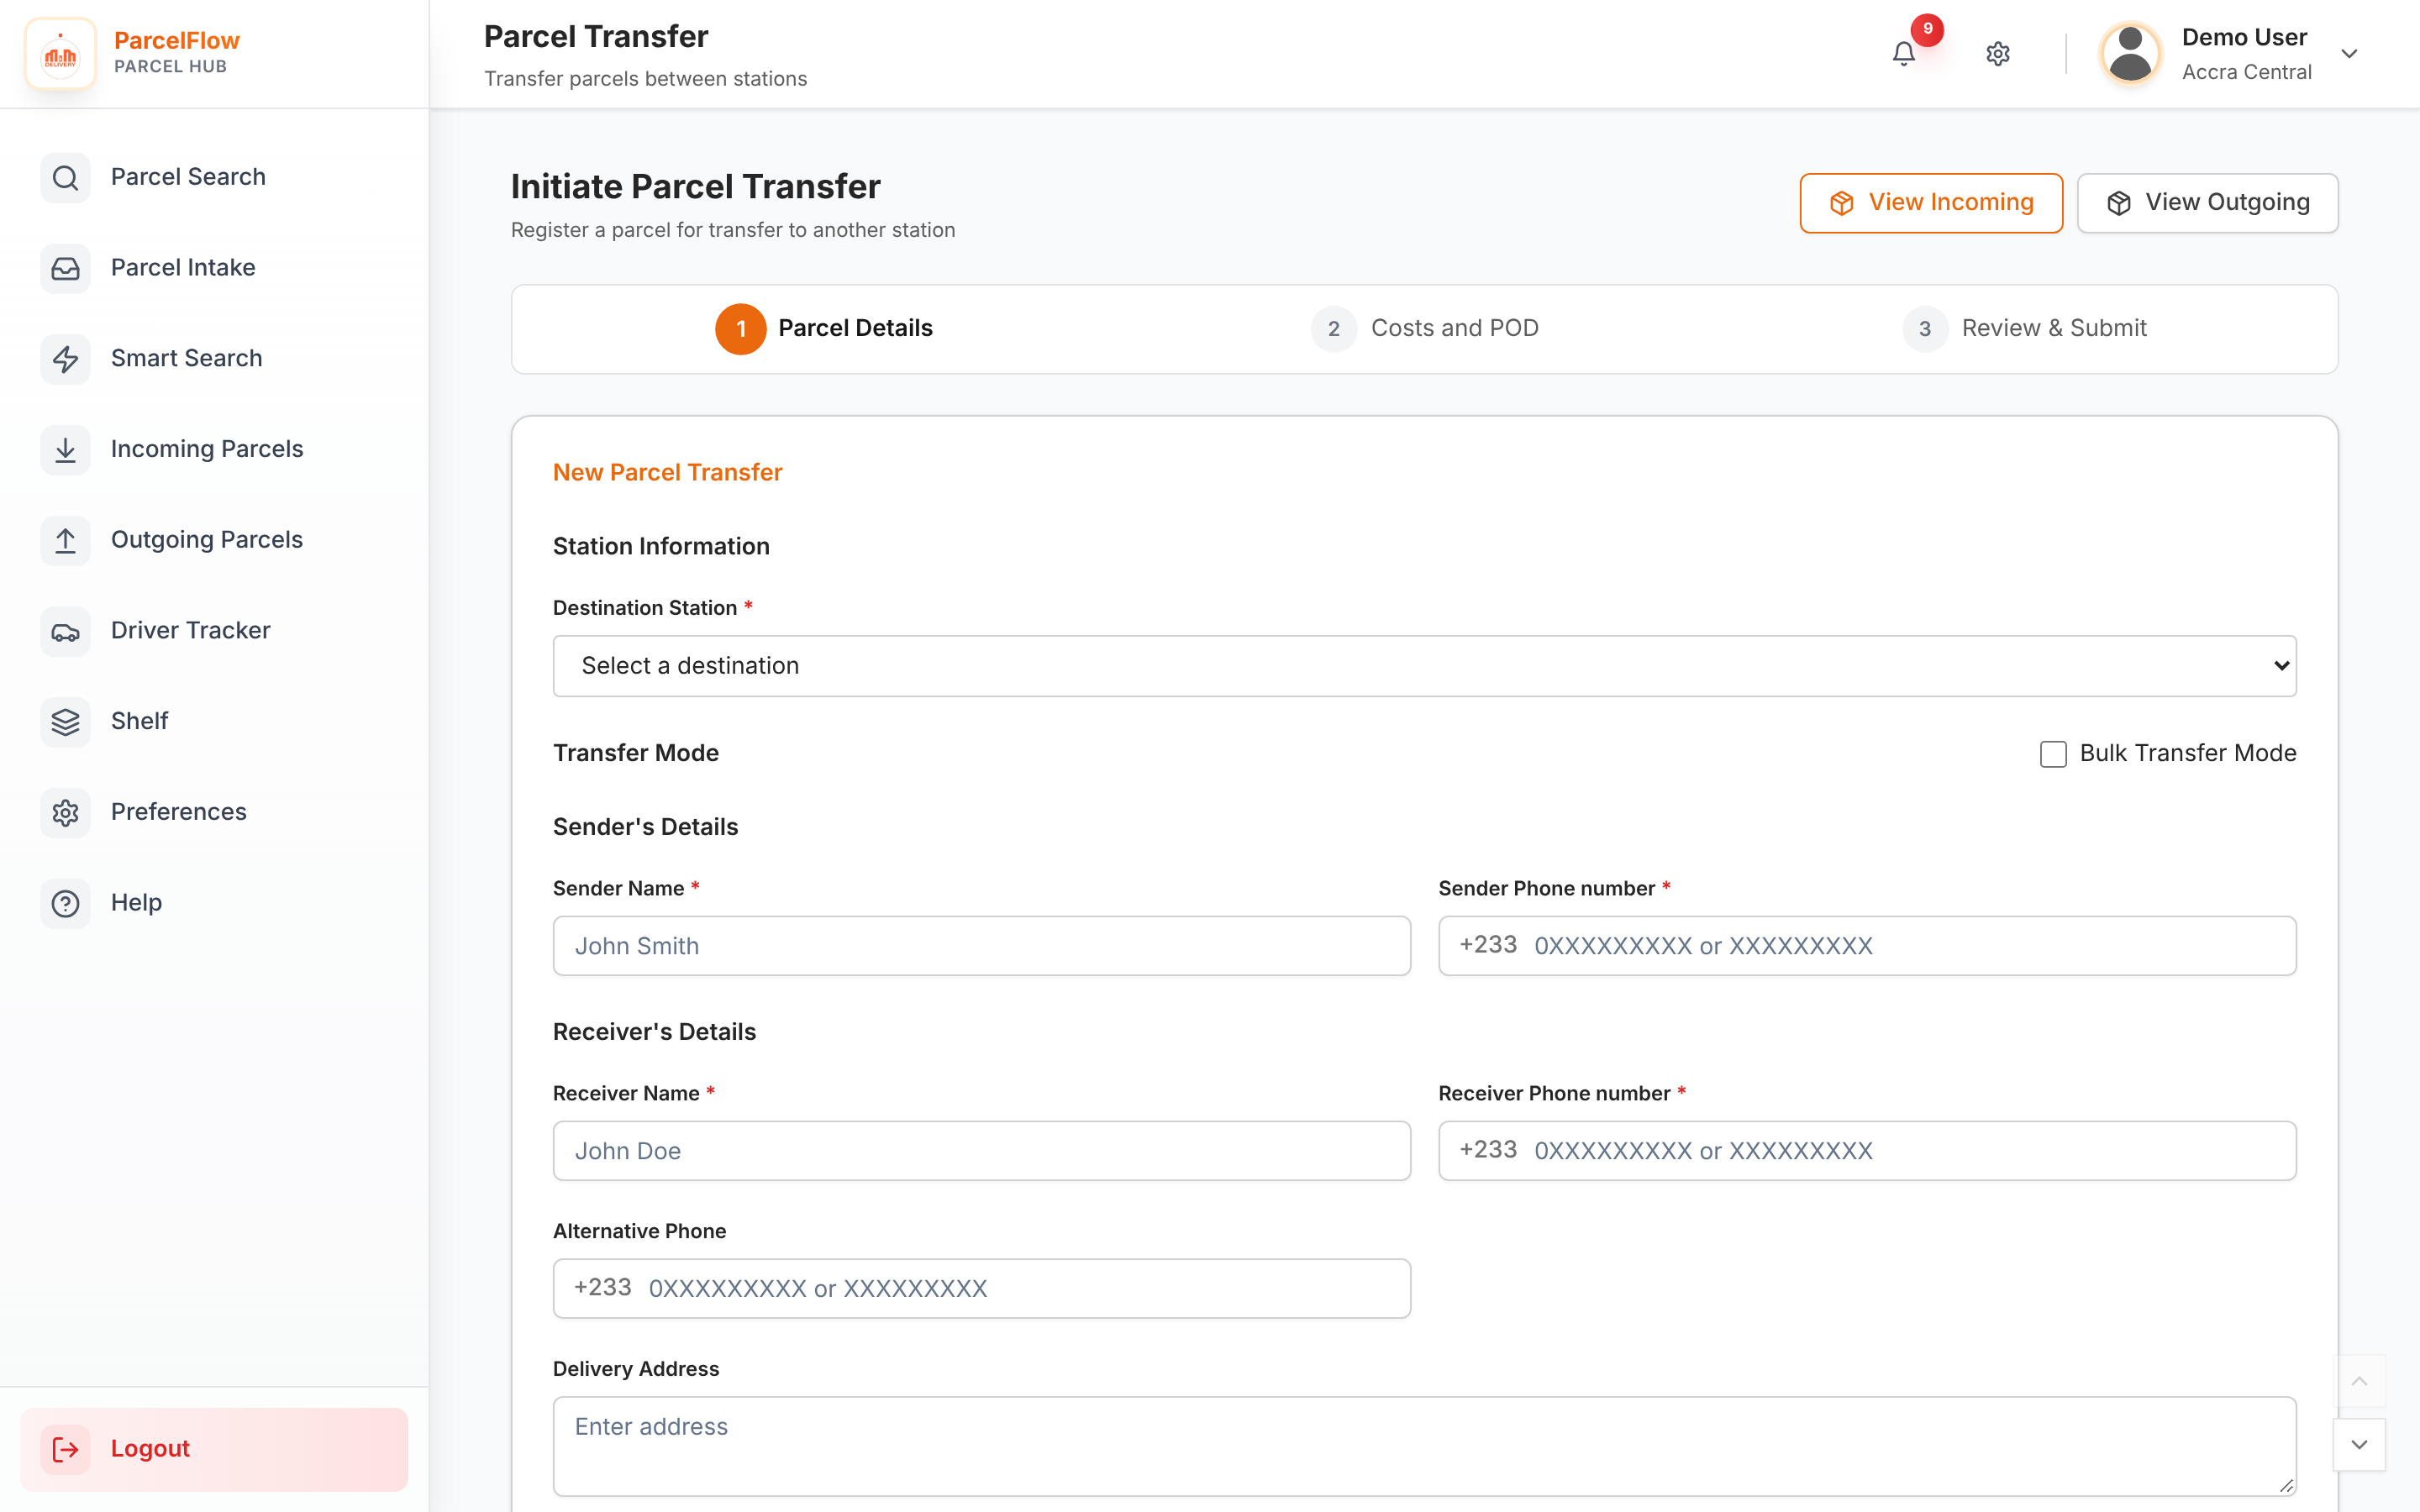 DELIVERY
ParcelFlow
PARCEL HUB
Parcel Search
Parcel Intake
Smart Search
Incoming Parcels
Outgoing Parcels
Driver Tracker
Shelf
Preferences
Help
Logout
Parcel Transfer
Transfer parcels between stations
9
Demo User
Accra Central
Initiate Parcel Transfer
Register a parcel for transfer to another station
View Incoming
View Outgoing
1 Parcel Details
2 Costs and POD
3 Review & Submit
New Parcel Transfer
Station Information
Destination Station *
Select a destination
Transfer Mode
Bulk Transfer Mode
Sender's Details
Sender Name *
John Smith
Sender Phone number *
+233 0XXXXXXXXX or XXXXXXXXX
Receiver's Details
Receiver Name *
John Doe
Receiver Phone number *
+233 0XXXXXXXXX or XXXXXXXXX
Alternative Phone
+233 0XXXXXXXXX or XXXXXXXXX
Delivery Address
Enter address